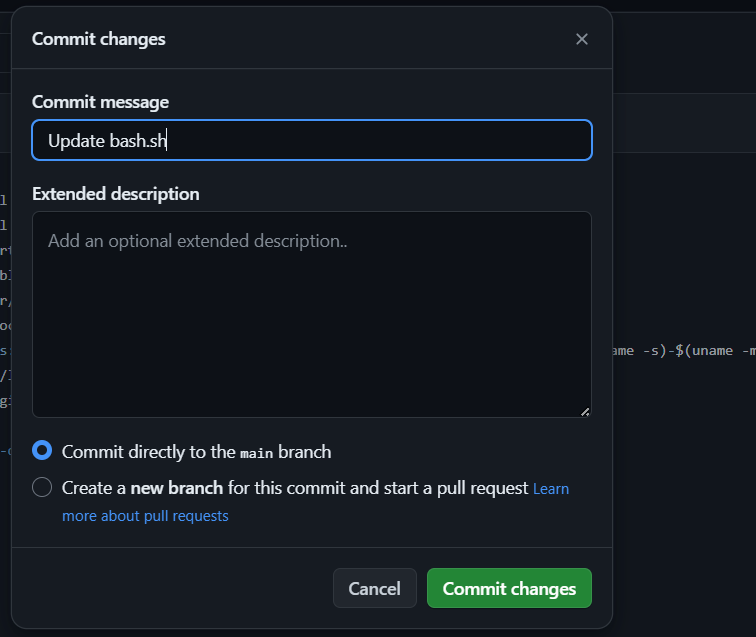 Commit changes
Commit message
Update bash.sh
Extended description
Add an optional extended description..
ame -s)-$(uname -m
Commit directly to the main branch
Create a new branch for this commit and start a pull request Learn
more about pull requests
Cancel
Commit changes